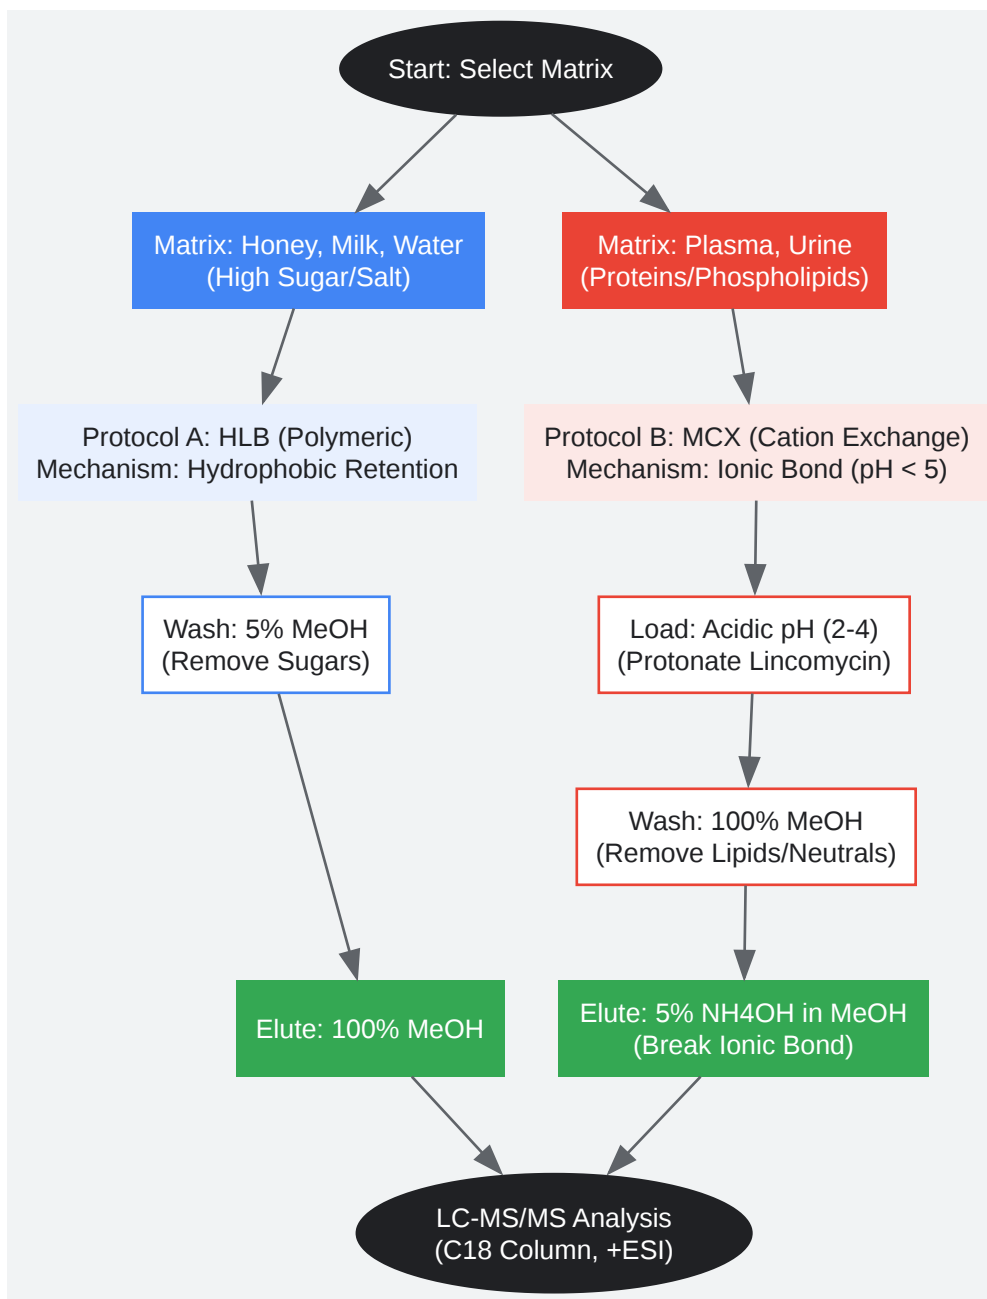 Start: Select Matrix
Matrix: Honey, Milk, Water
(High Sugar/Salt)
Matrix: Plasma, Urine
(Proteins/Phospholipids)
Protocol A: HLB (Polymeric)
Mechanism: Hydrophobic Retention
Protocol B: MCX (Cation Exchange)
Mechanism: Ionic Bond (pH < 5)
Wash: 5% MeOH
(Remove Sugars)
Load: Acidic pH (2-4)
(Protonate Lincomycin)
Wash: 100% MeOH
(Remove Lipids/Neutrals)
Elute: 100% MeOH
Elute: 5% NH4OH in MeOH
(Break Ionic Bond)
LC-MS/MS Analysis
(C18 Column, +ESI)